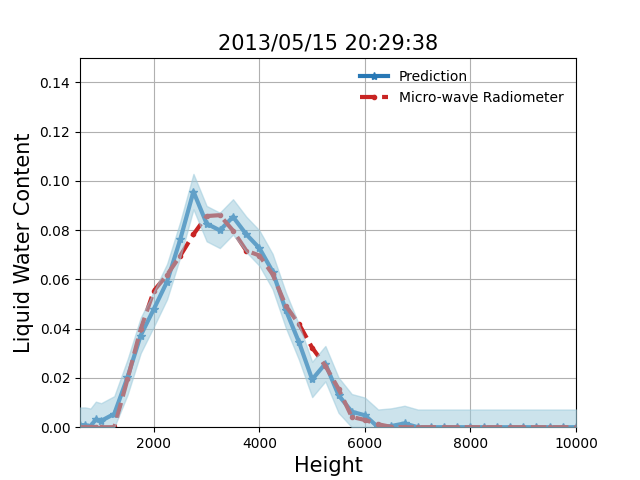 2013/05/15 20:29:38
Prediction
Micro-wave Radiometer
Liquid Water Content
0.14
0.12
0.10
0.08
0.06
0.04
0.02
0.00
2000 4000 6000 8000 10000
Height